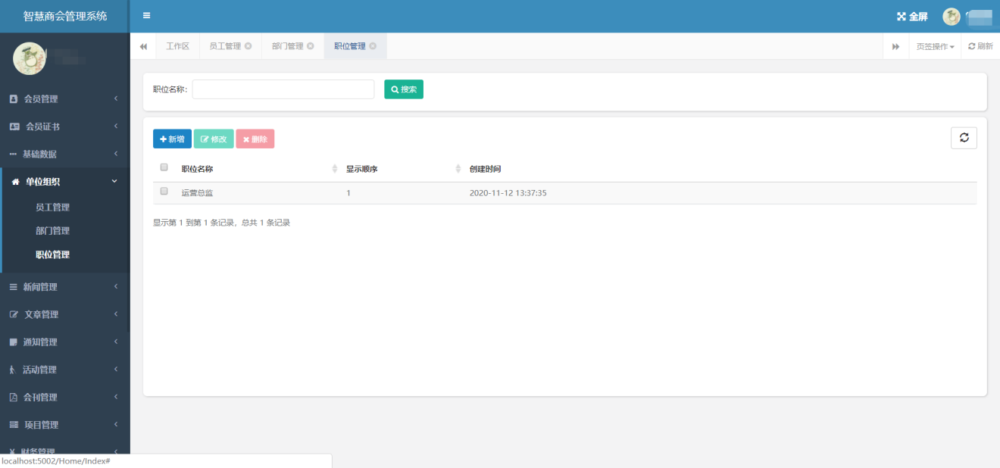 智慧商会管理系统
全屏
工作区
员工管理
部门管理
职位管理
页签操作
刷新
会员管理
会员证书
基础数据
单位组织
员工管理
部门管理
职位管理
新闻管理
文章管理
通知管理
活动管理
会刊管理
项目管理
财务管理
职位名称：
搜索
新增
修改
删除
职位名称 显示顺序 创建时间
运营总监 1 2020-11-12 13:37:35
显示第 1 到第 1 条记录，总共 1 条记录
localhost:5002/Home/Index#